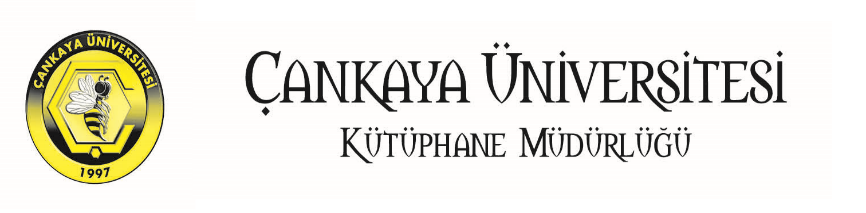 ÇANKAYA ÜNİVERSİTESİ
1997
ÇANKAYA ÜNİVERSİTESİ
KÜTÜPHANE MÜDÜRLÜĞÜ